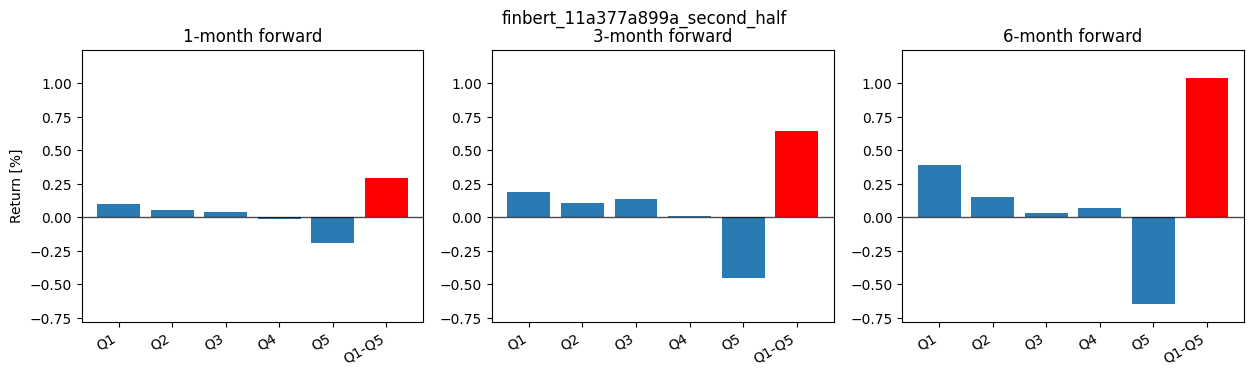 finbert_11a377a899a_second_half
1-month forward
3-month forward
6-month forward
Return [%]
1.00
0.75
0.50
0.25
0.00
−0.25
−0.50
−0.75
Q1
Q2
Q3
Q4
Q5
Q1-Q5
1.00
0.75
0.50
0.25
0.00
−0.25
−0.50
−0.75
Q1
Q2
Q3
Q4
Q5
Q1-Q5
1.00
0.75
0.50
0.25
0.00
−0.25
−0.50
−0.75
Q1
Q2
Q3
Q4
Q5
Q1-Q5